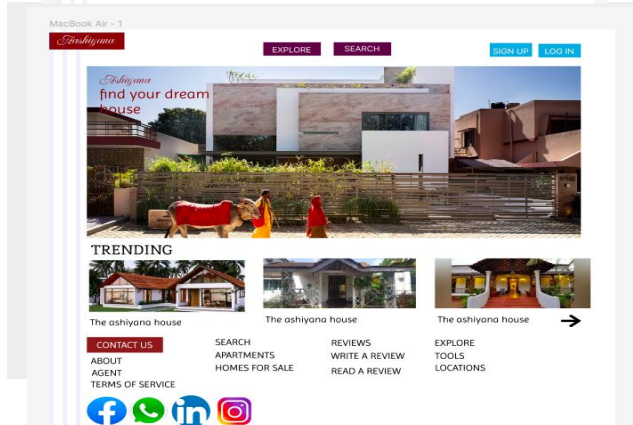 MacBook Air - 1
Aashiyana
EXPLORE
SEARCH
SIGN UP
LOG IN
Ashiyana
find your dream
house
TRENDING
The ashiyana house
The ashiyana house
The ashiyana house
CONTACT US
ABOUT
AGENT
TERMS OF SERVICE
SEARCH
APARTMENTS
HOMES FOR SALE
REVIEWS
WRITE A REVIEW
READ A REVIEW
EXPLORE
TOOLS
LOCATIONS
in